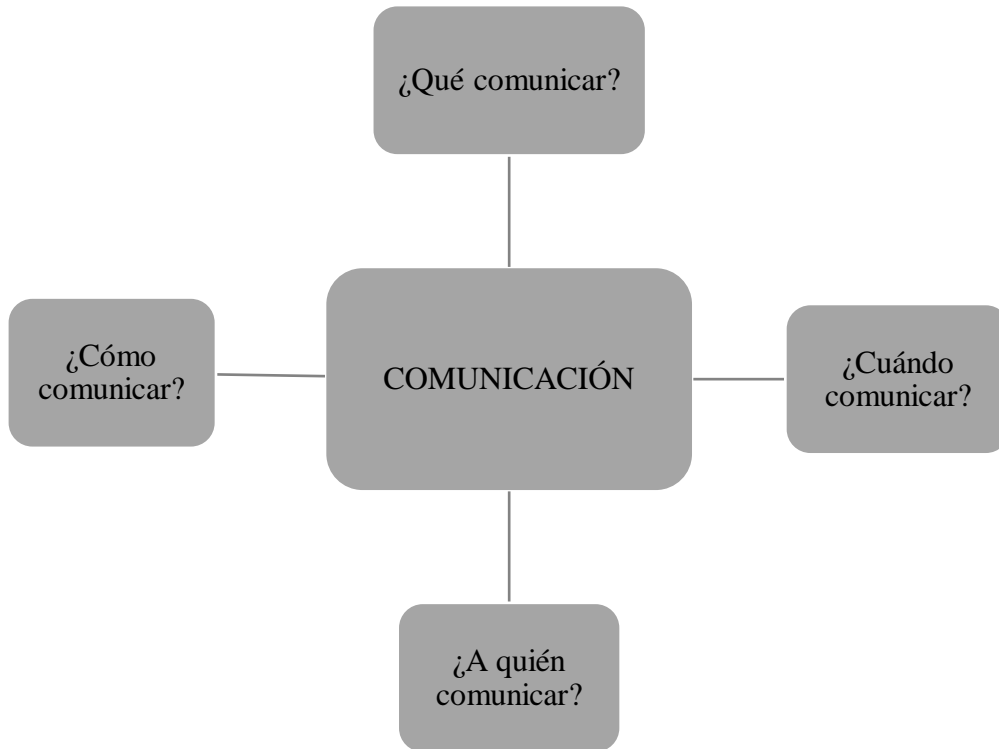 ¿Qué comunicar?
¿Cómo
comunicar?
COMUNICACIÓN
¿Cuándo
comunicar?
¿A quién
comunicar?